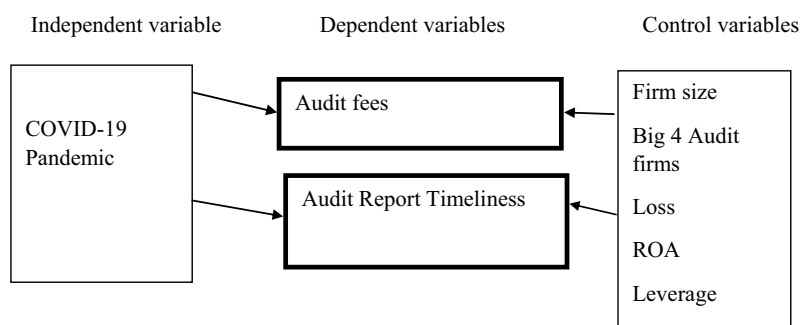 Independent variable
Dependent variables
Control variables
COVID-19
Pandemic
Audit fees
Audit Report Timeliness
Firm size
Big 4 Audit
firms
Loss
ROA
Leverage